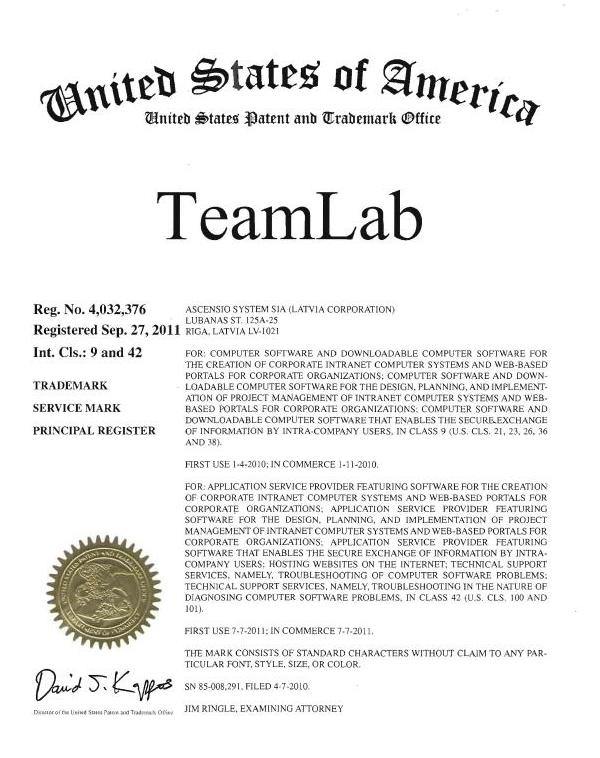 United States of America
United States Patent and Trademark Office
TeamLab
Reg. No. 4,032,376
Registered Sep. 27, 2011
Int. Cls.: 9 and 42
TRADEMARK
SERVICE MARK
PRINCIPAL REGISTER
ASCENSIO SYSTEM SIA (LATVIA CORPORATION)
LUBANAS ST. 125A-25
RIGA, LATVIA LV-1021
FOR: COMPUTER SOFTWARE AND DOWNLOADABLE COMPUTER SOFTWARE FOR
THE CREATION OF CORPORATE INTRANET COMPUTER SYSTEMS AND WEB-BASED
PORTALS FOR CORPORATE ORGANIZATIONS; COMPUTER SOFTWARE AND DOWN-
LOADABLE COMPUTER SOFTWARE FOR THE DESIGN, PLANNING, AND IMPLEMENT-
ATION OF PROJECT MANAGEMENT OF INTRANET COMPUTER SYSTEMS AND WEB-
BASED PORTALS FOR CORPORATE ORGANIZATIONS; COMPUTER SOFTWARE AND
DOWNLOADABLE COMPUTER SOFTWARE THAT ENABLES THE SECURE EXCHANGE
OF INFORMATION BY INTRA-COMPANY USERS, IN CLASS 9 (U.S. CLS. 21, 23, 26, 36
AND 38).
FIRST USE 1-4-2010; IN COMMERCE 1-11-2010.
FOR: APPLICATION SERVICE PROVIDER FEATURING SOFTWARE FOR THE CREATION
OF CORPORATE INTRANET COMPUTER SYSTEMS AND WEB-BASED PORTALS FOR
CORPORATE ORGANIZATIONS; APPLICATION SERVICE PROVIDER FEATURING
SOFTWARE FOR THE DESIGN, PLANNING, AND IMPLEMENTATION OF PROJECT
MANAGEMENT OF INTRANET COMPUTER SYSTEMS AND WEB-BASED PORTALS FOR
CORPORATE ORGANIZATIONS; APPLICATION SERVICE PROVIDER FEATURING
SOFTWARE THAT ENABLES THE SECURE EXCHANGE OF INFORMATION BY INTRA-
COMPANY USERS; HOSTING WEBSITES ON THE INTERNET; TECHNICAL SUPPORT
SERVICES, NAMELY, TROUBLESHOOTING OF COMPUTER SOFTWARE PROBLEMS;
TECHNICAL SUPPORT SERVICES, NAMELY, TROUBLESHOOTING IN THE NATURE OF
DIAGNOSING COMPUTER SOFTWARE PROBLEMS, IN CLASS 42 (U.S. CLS. 100 AND
101).
FIRST USE 7-7-2011; IN COMMERCE 7-7-2011.
THE MARK CONSISTS OF STANDARD CHARACTERS WITHOUT CLAIM TO ANY PAR-
TICULAR FONT, STYLE, SIZE, OR COLOR.
SN 85-008,291, FILED 4-7-2010.
JIM RINGLE, EXAMINING ATTORNEY
David J. Kappos
Director of the United States Patent and Trademark Office